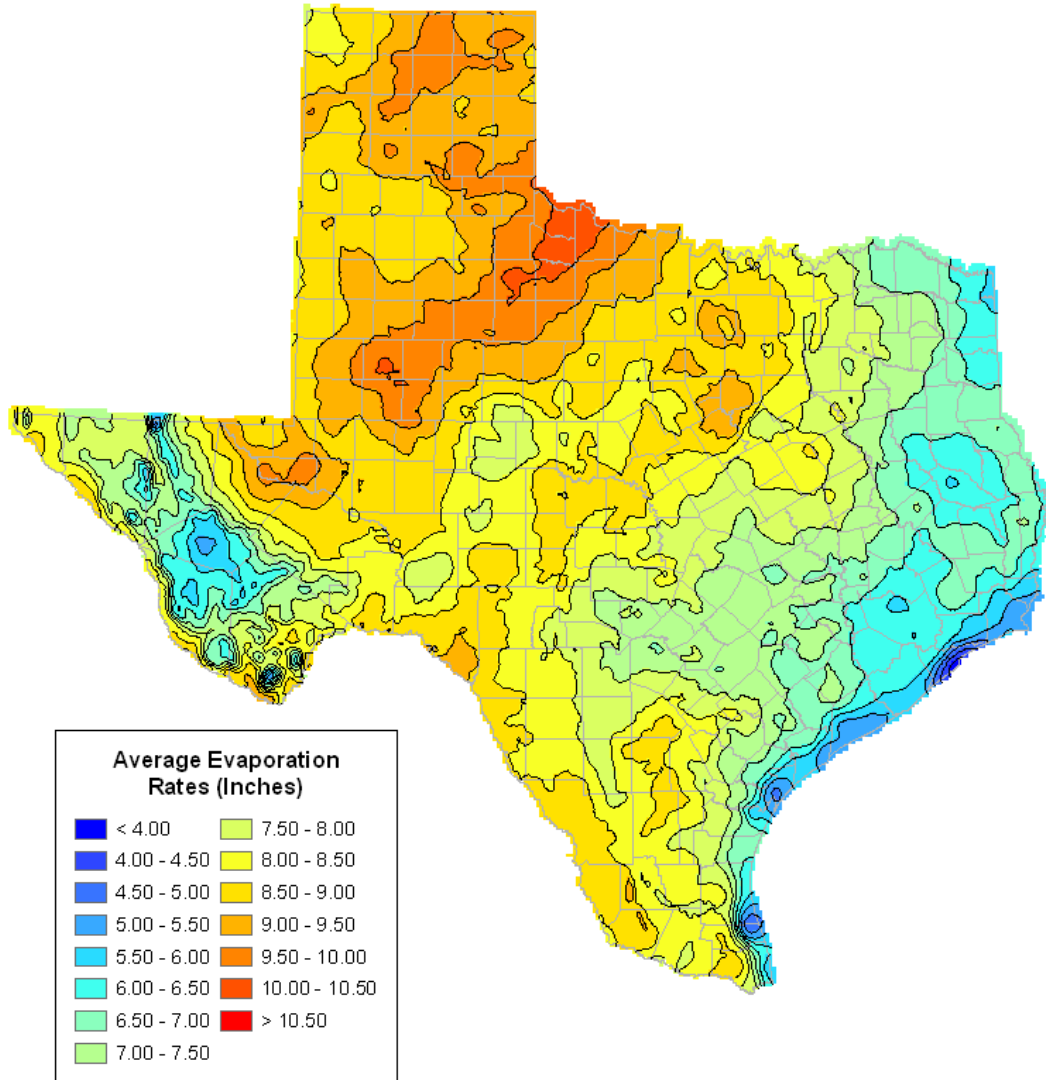 Average Evaporation
Rates (Inches)
< 4.00
4.00 - 4.50
4.50 - 5.00
5.00 - 5.50
5.50 - 6.00
6.00 - 6.50
6.50 - 7.00
7.00 - 7.50
7.50 - 8.00
8.00 - 8.50
8.50 - 9.00
9.00 - 9.50
9.50 - 10.00
10.00 - 10.50
> 10.50